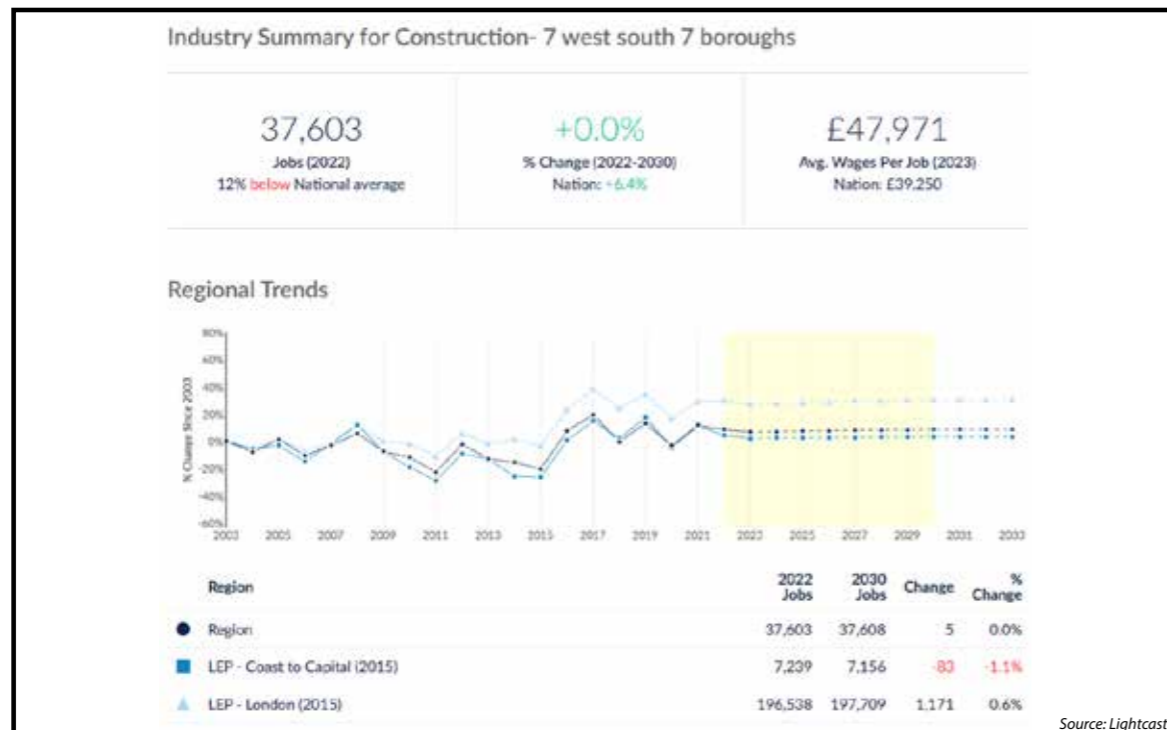 Industry Summary for Construction- 7 west south 7 boroughs
37,603
Jobs (2022)
12% below National average
+0.0%
% Change (2022-2030)
Nation: +6.4%
£47,971
Avg. Wages Per Job (2023)
Nation: £39,250
Regional Trends
% Change Since 2003
80%
60%
40%
20%
0%
-20%
-40%
-60%
2003 2005 2007 2009 2011 2013 2015 2017 2019 2021 2023 2025 2027 2029 2031 2033
Region 2022 Jobs 2030 Jobs Change % Change
Region 37,603 37,608 5 0.0%
LEP - Coast to Capital (2015) 7,239 7,156 -83 -1.1%
LEP - London (2015) 196,538 197,709 1,171 0.6%
Source: Lightcast